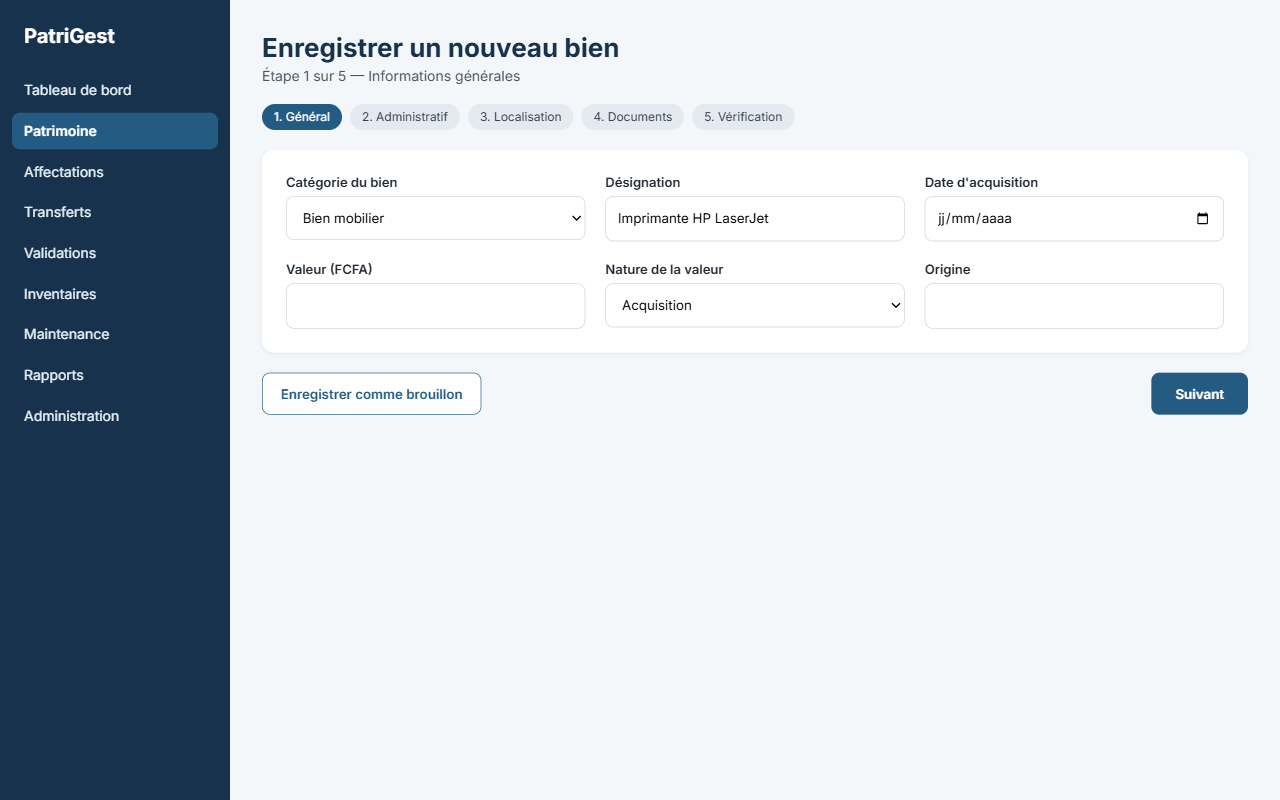 PatriGest
Tableau de bord
Patrimoine
Affectations
Transferts
Validations
Inventaires
Maintenance
Rapports
Administration
Enregistrer un nouveau bien
Étape 1 sur 5 — Informations générales
1. Général 2. Administratif 3. Localisation 4. Documents 5. Vérification
Catégorie du bien Désignation Date d'acquisition
Bien mobilier Imprimante HP LaserJet jj/mm/aaaa
Valeur (FCFA) Nature de la valeur Origine
Acquisition
Enregistrer comme brouillon Suivant